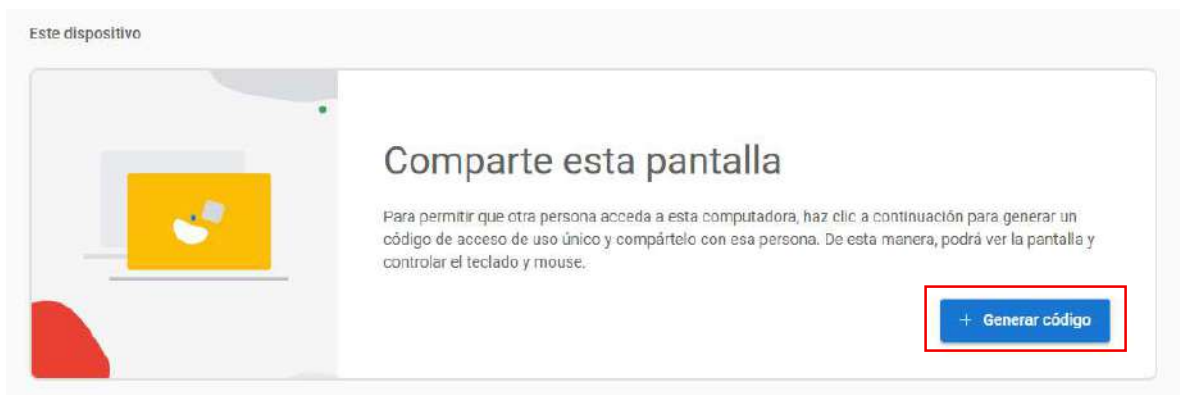 Este dispositivo
Comparte esta pantalla
Para permitir que otra persona acceda a esta computadora, haz clic a continuación para generar un
código de acceso de uso único y compártelo con esa persona. De esta manera, podrá ver la pantalla y
controlar el teclado y mouse.
+ Generar código